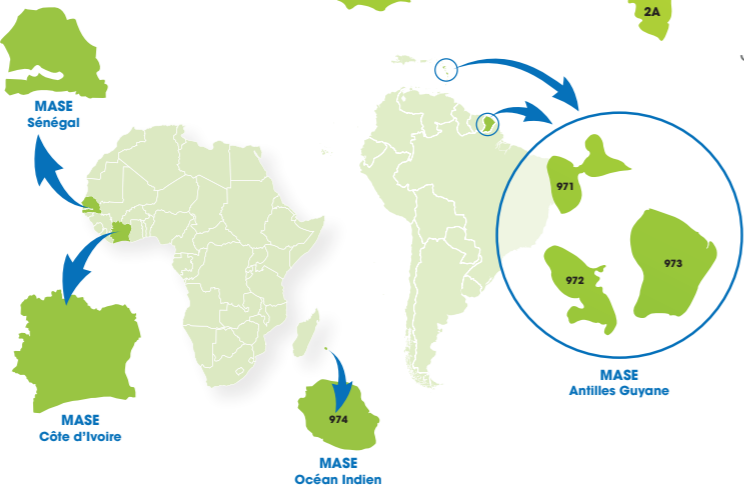 2A
MASE
Sénégal
971
972
973
MASE
Antilles Guyane
MASE
Côte d'Ivoire
974
MASE
Océan Indien